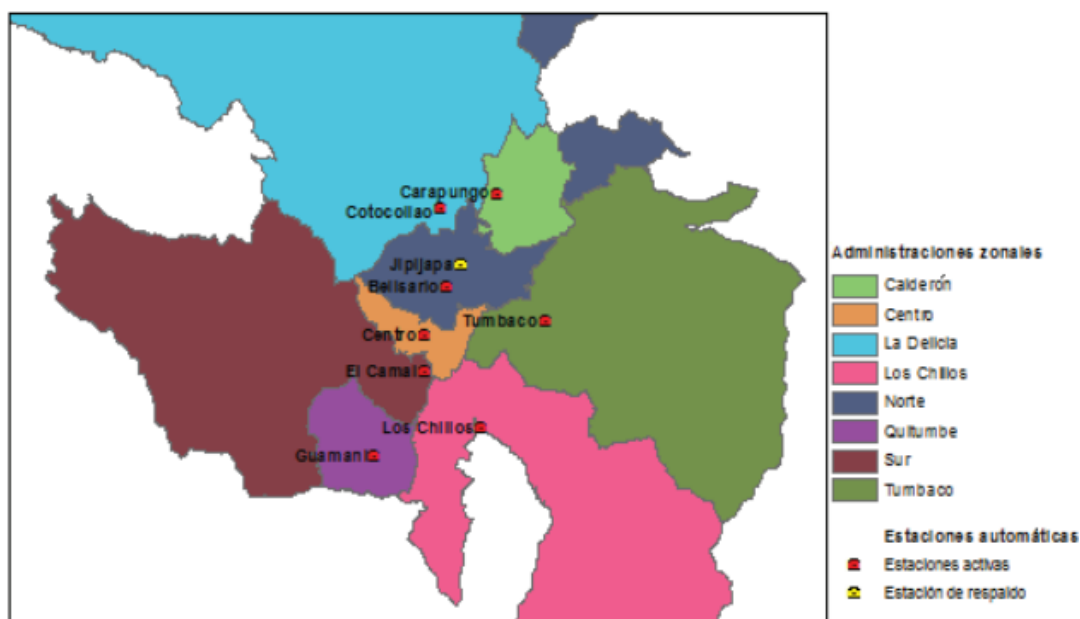 Carapungo
Cotocollao
Jipijapa
Belisario
Tumbaco
Centro
El Camal
Los Chillos
Guamaní
Administraciones zonales
Calderón
Centro
La Delicia
Los Chillos
Norte
Quitumbe
Sur
Tumbaco
Estaciones automáticas
Estaciones activas
Estación de respaldo